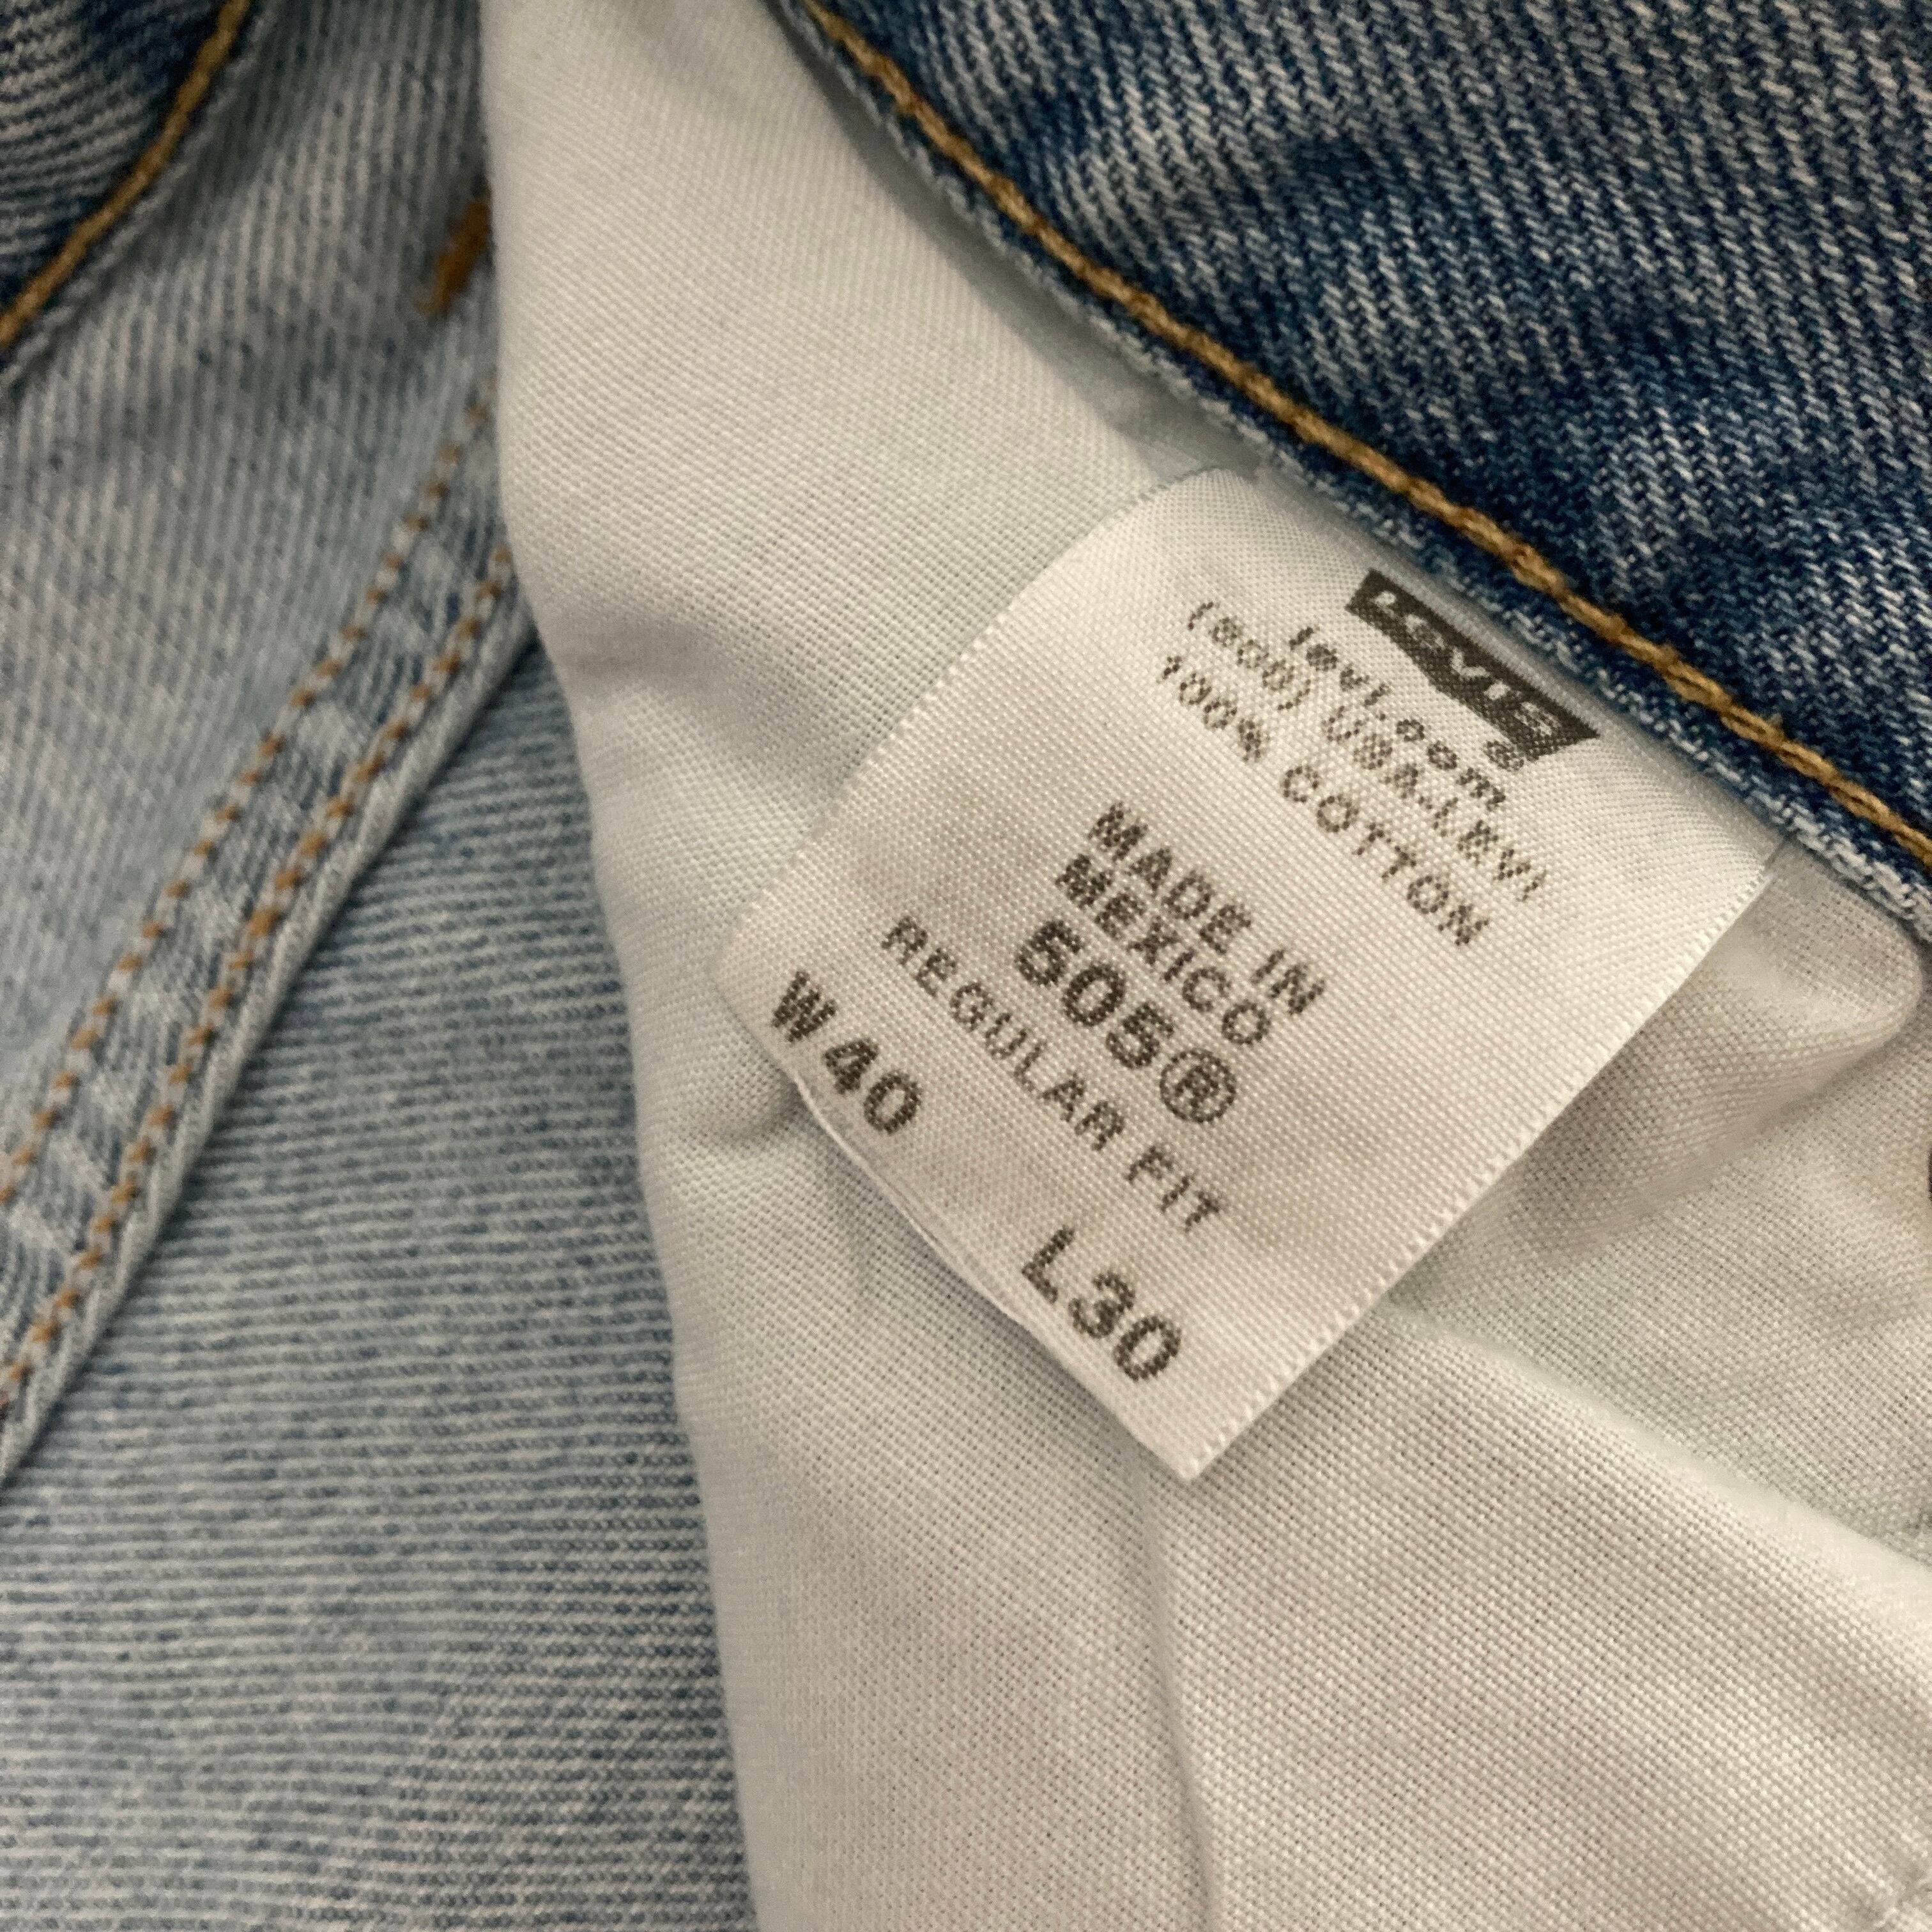 Levi's®
levi.com
(800) USA-LEVI
100% COTTON
MADE IN
MEXICO
505®
REGULAR FIT
W40 L30